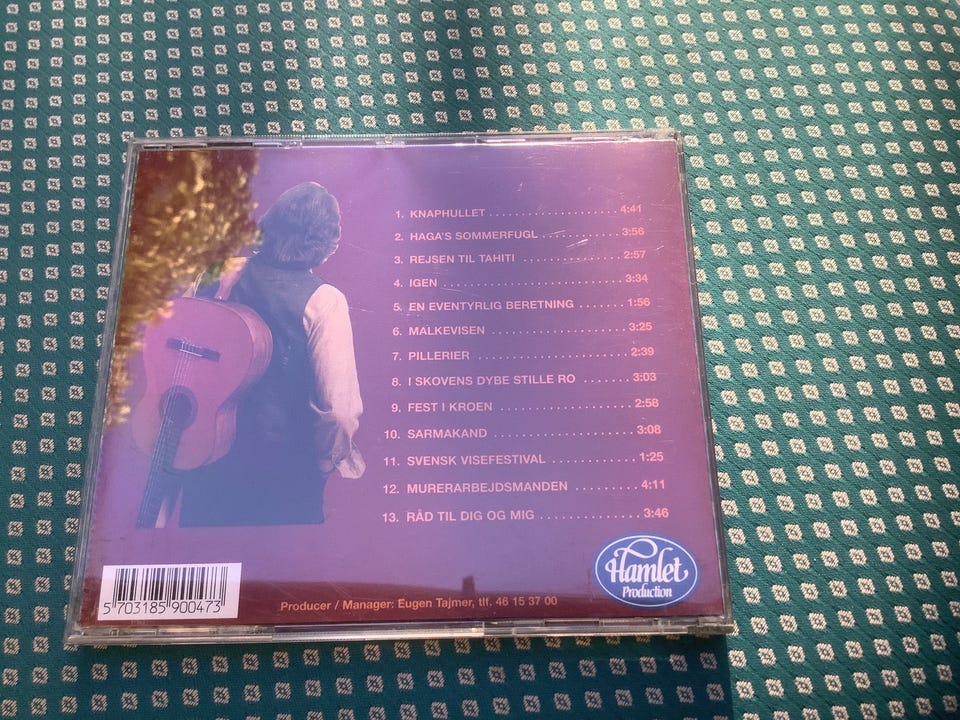 1. KNAPHULLET . . . . . . . . . . . . . . . . . . . . 4:41
2. HAGA'S SOMMERFUGL . . . . . . . . . . . . 3:56
3. REJSEN TIL TAHITI . . . . . . . . . . . . . . . 2:57
4. IGEN . . . . . . . . . . . . . . . . . . . . . . . . . . . . 3:34
5. EN EVENTYRLIG BERETNING . . . . . . . 1:56
6. MALKEVISEN . . . . . . . . . . . . . . . . . . . . . 3:25
7. PILLERIER . . . . . . . . . . . . . . . . . . . . . . . 2:39
8. I SKOVENS DYBE STILLE RO . . . . . . . 3:03
9. FEST I KROEN . . . . . . . . . . . . . . . . . . . 2:58
10. SARMAKAND . . . . . . . . . . . . . . . . . . . . 3:08
11. SVENSK VISEFESTIVAL . . . . . . . . . . . . 1:25
12. MURERARBEJDSMANDEN . . . . . . . . . 4:11
13. RÅD TIL DIG OG MIG . . . . . . . . . . . . . . 3:46
Hamlet
Production
5 703185 900473
Producer / Manager: Eugen Tajmer, tlf. 46 15 37 00